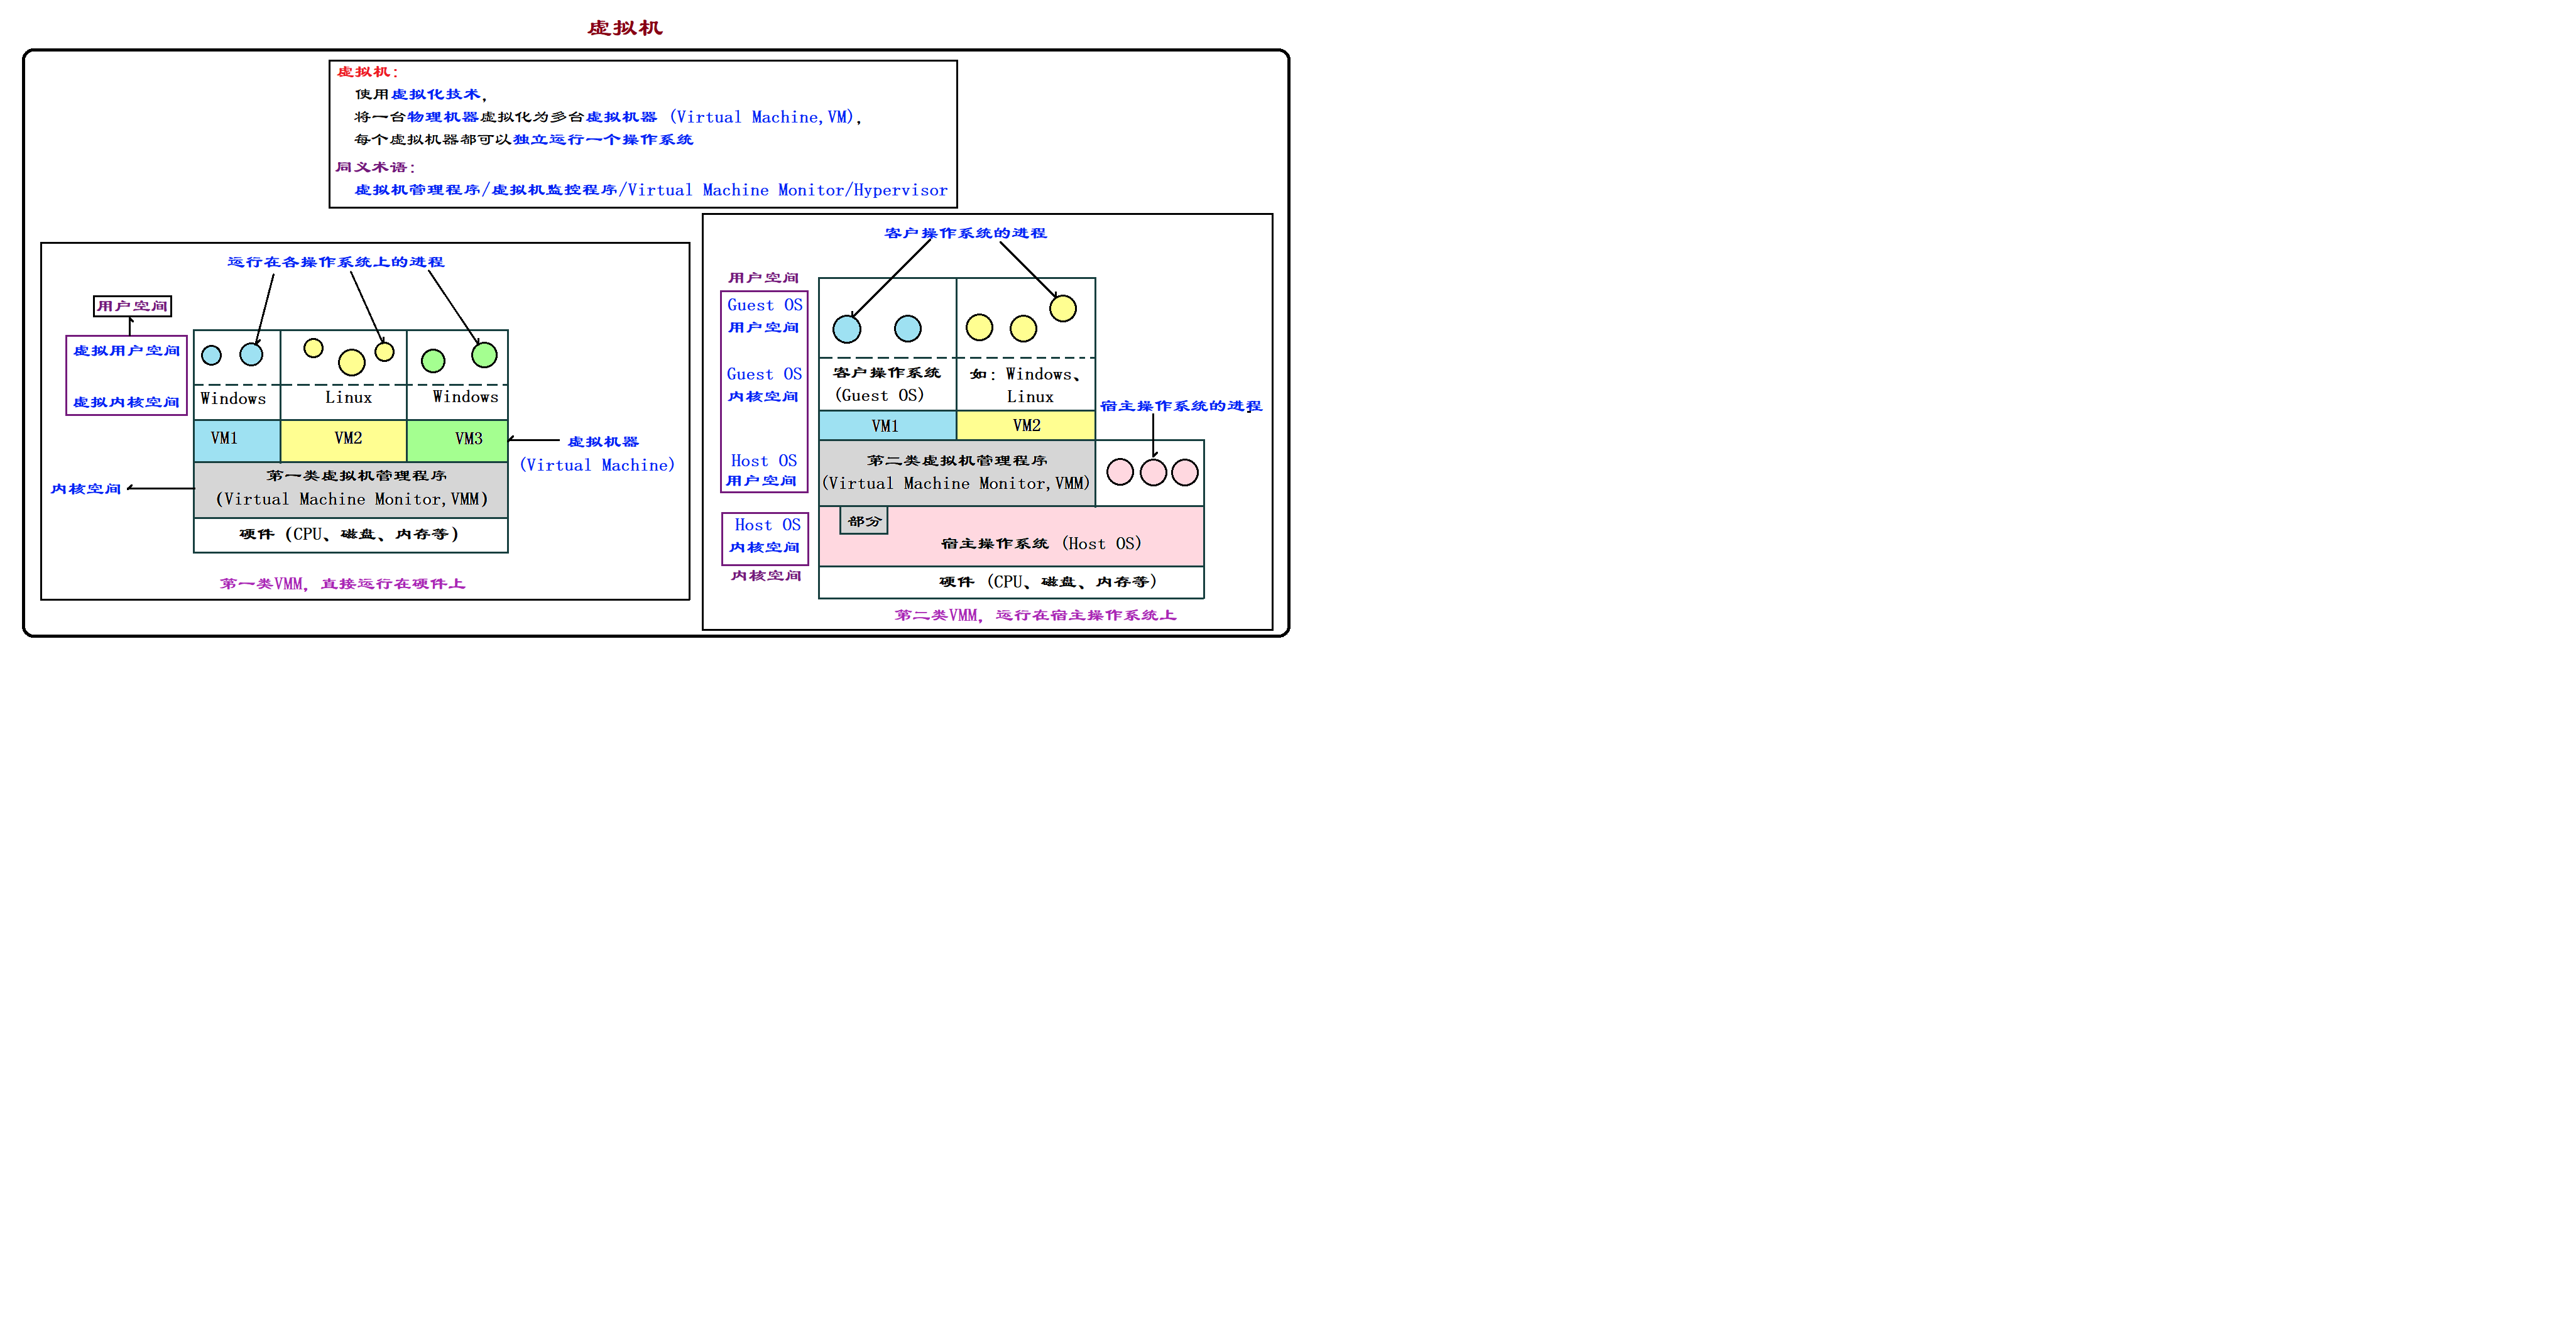 虚拟机
虚拟机：
使用虚拟化技术，
将一台物理机器虚拟化为多台虚拟机器（Virtual Machine,VM），
每个虚拟机器都可以独立运行一个操作系统
同义术语：
虚拟机管理程序/虚拟机监控程序/Virtual Machine Monitor/Hypervisor
运行在各操作系统上的进程
用户空间
虚拟用户空间
虚拟内核空间
Windows
Linux
Windows
VM1
VM2
VM3
虚拟机器
(Virtual Machine)
内核空间
第一类虚拟机管理程序
(Virtual Machine Monitor,VMM)
硬件（CPU、磁盘、内存等）
第一类VMM，直接运行在硬件上
客户操作系统的进程
用户空间
Guest OS
用户空间
Guest OS
内核空间
客户操作系统
(Guest OS)
如：Windows、
Linux
宿主操作系统的进程
VM1
VM2
Host OS
用户空间
第二类虚拟机管理程序
(Virtual Machine Monitor,VMM)
Host OS
内核空间
内核空间
部分
宿主操作系统（Host OS）
硬件（CPU、磁盘、内存等）
第二类VMM，运行在宿主操作系统上